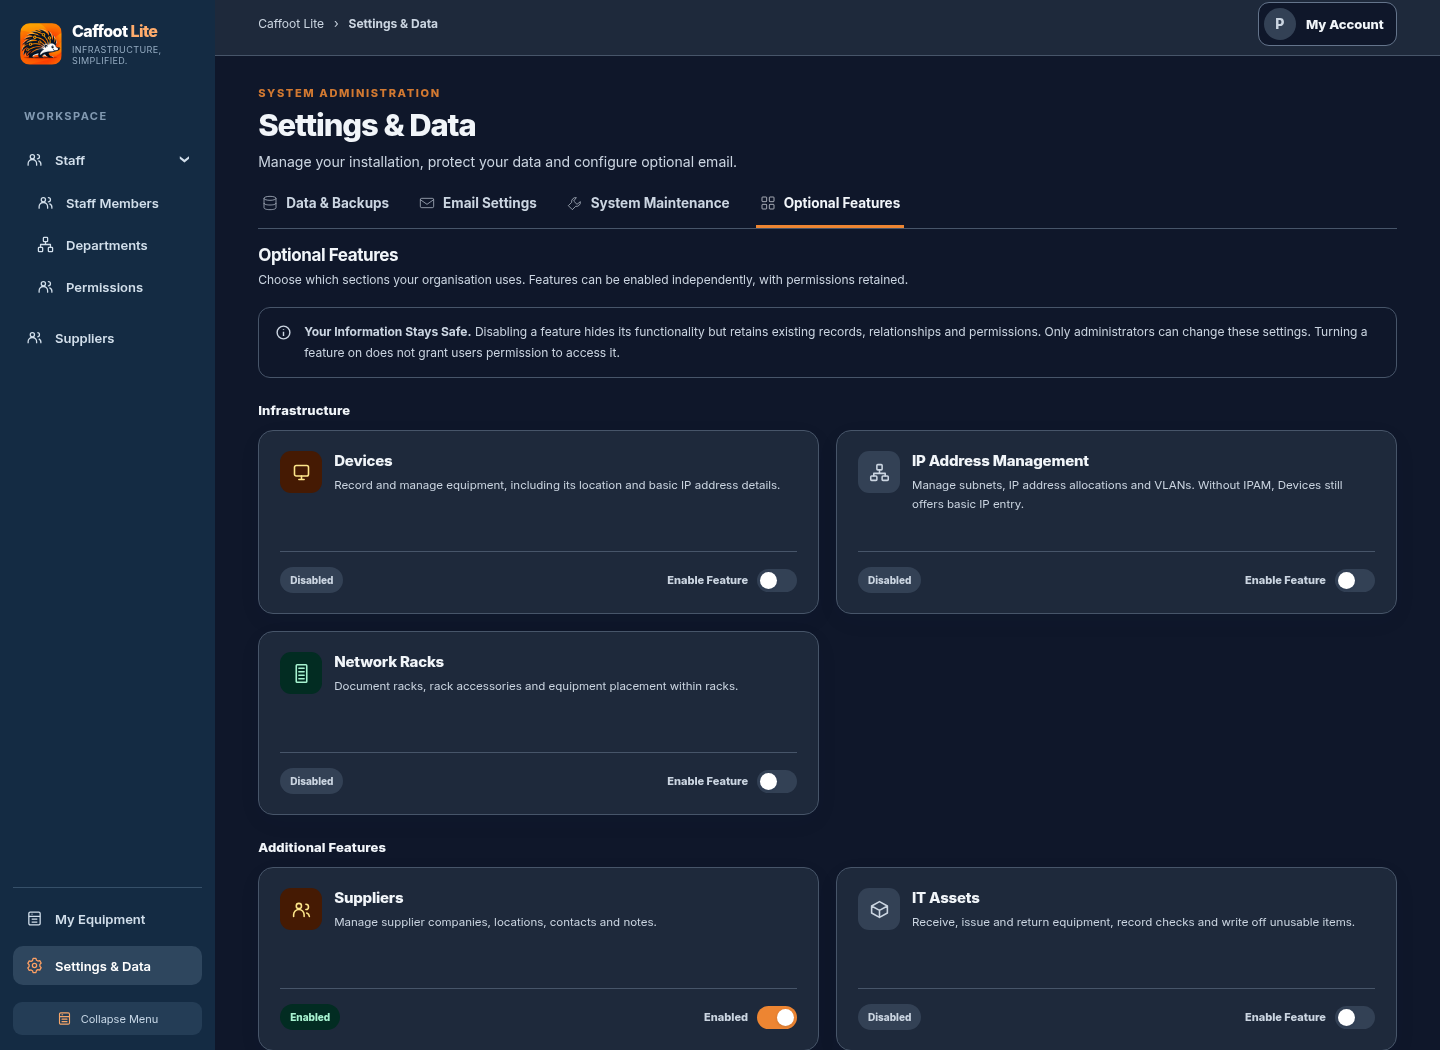 Caffoot Lite
INFRASTRUCTURE,
SIMPLIFIED.
WORKSPACE
Staff
Staff Members
Departments
Permissions
Suppliers
My Equipment
Settings & Data
Collapse Menu
Caffoot Lite › Settings & Data
P My Account
SYSTEM ADMINISTRATION
Settings & Data
Manage your installation, protect your data and configure optional email.
Data & Backups Email Settings System Maintenance Optional Features
Optional Features
Choose which sections your organisation uses. Features can be enabled independently, with permissions retained.
Your Information Stays Safe. Disabling a feature hides its functionality but retains existing records, relationships and permissions. Only administrators can change these settings. Turning a
feature on does not grant users permission to access it.
Infrastructure
Devices
Record and manage equipment, including its location and basic IP address details.
Disabled Enable Feature
IP Address Management
Manage subnets, IP address allocations and VLANs. Without IPAM, Devices still
offers basic IP entry.
Disabled Enable Feature
Network Racks
Document racks, rack accessories and equipment placement within racks.
Disabled Enable Feature
Additional Features
Suppliers
Manage supplier companies, locations, contacts and notes.
Enabled Enabled
IT Assets
Receive, issue and return equipment, record checks and write off unusable items.
Disabled Enable Feature